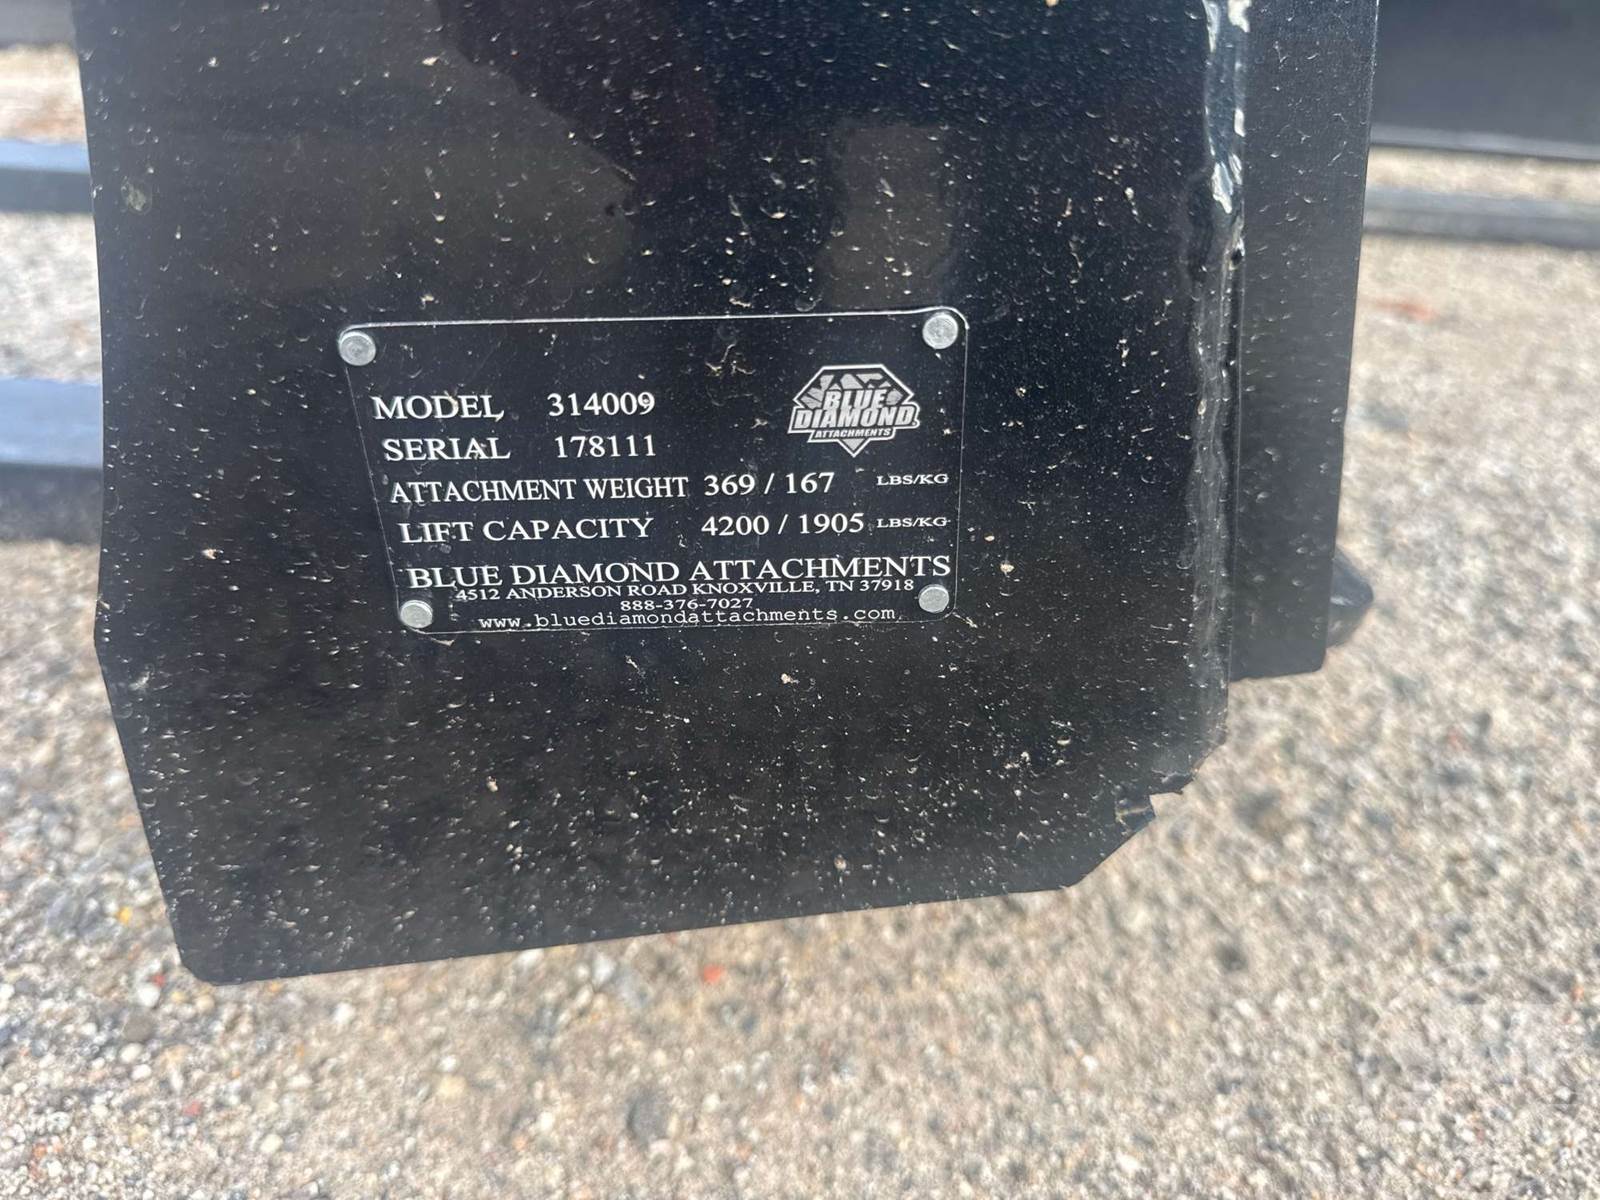 MODEL 314009
SERIAL 178111
BLUE
DIAMOND
ATTACHMENTS
ATTACHMENT WEIGHT 369 / 167 LBS/KG
LIFT CAPACITY 4200 / 1905 LBS/KG
BLUE DIAMOND ATTACHMENTS
4512 ANDERSON ROAD KNOXVILLE, TN 37918
888-376-7027
www.bluediamondattachments.com